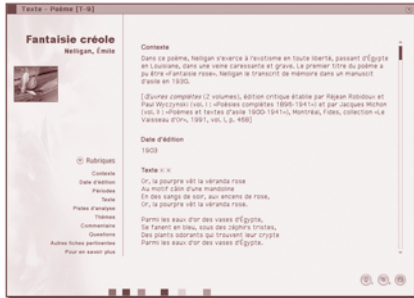 Texte - Poème [T-9]
Fantaisie créole
Nelligan, Émile
Rubriques
Contexte
Date d'édition
Périodes
Texte
Pistes d'analyse
Thèmes
Commentaire
Questions
Autres fiches pertinentes
Pour en savoir plus
Contexte
Dans ce poème, Nelligan s'exerce à l'exotisme en toute liberté, passant d'Égypte
en Louisiane, dans une veine caressante et grave. Le premier titre du poème a
pu être «Fantaisie rose». Nelligan le transcrit de mémoire dans un manuscrit
d'asile en 1930.
[Œuvres complètes (2 volumes), édition critique établie par Réjean Robidoux et
Paul Wyczynski (vol. I : «Poésies complètes 1896-1941») et par Jacques Michon
(vol. II : «Poèmes et textes d'asile 1900-1941»), Montréal, Fides, collection «Le
Vaisseau d'Or», 1991, vol. I, p. 468]
Date d'édition
1903
Texte
Or, la pourpre vêt la véranda rose
Au motif câlin d'une mandoline
En des sangs de soir, aux encens de rose,
Or, la pourpre vêt la véranda rose.
Parmi les eaux d'or des vases d'Égypte,
Se fanent en bleu, sous des zéphirs tristes,
Des plants odorants qui trouvent leur crypte
Parmi les eaux d'or des vases d'Égypte.